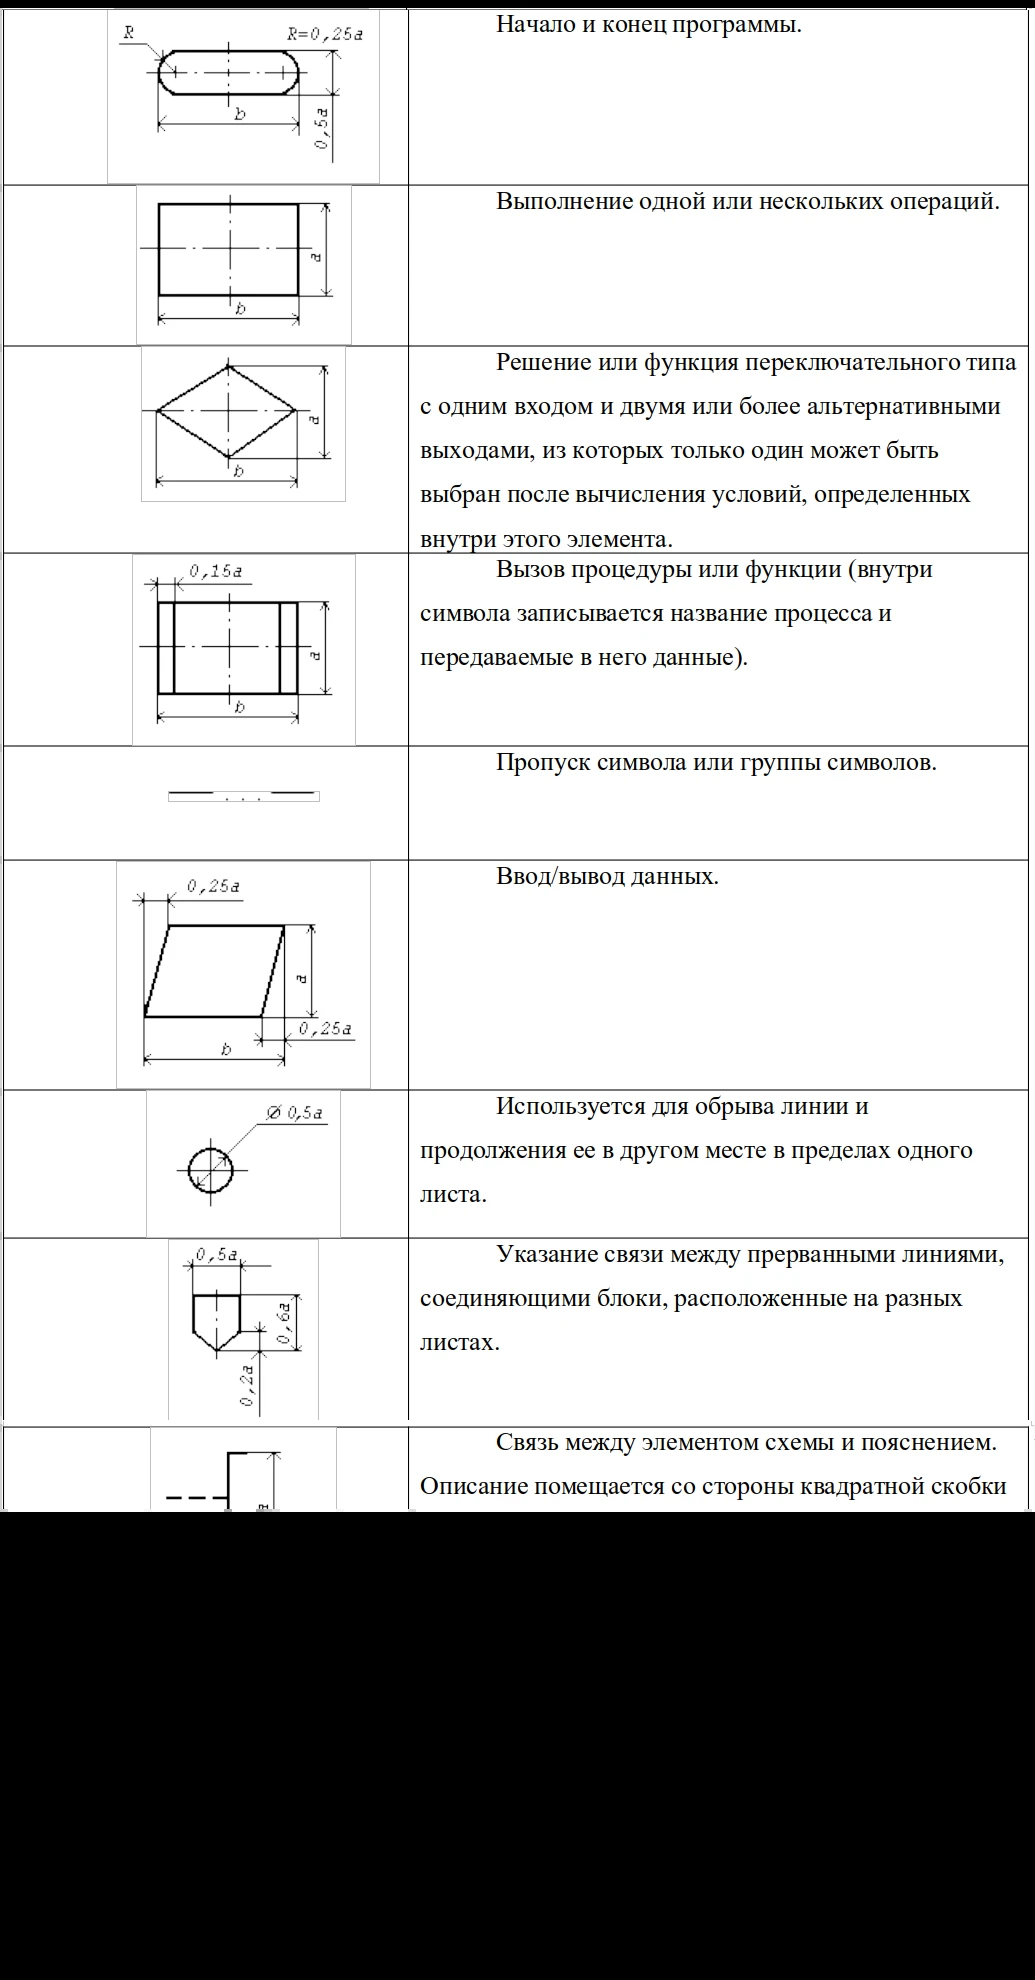 R
R=0,25a
b
0,5a
Начало и конец программы.
a
b
Выполнение одной или нескольких операций.
a
b
Решение или функция переключательного типа
с одним входом и двумя или более альтернативными
выходами, из которых только один может быть
выбран после вычисления условий, определенных
внутри этого элемента.
0,15a
a
b
Вызов процедуры или функции (внутри
символа записывается название процесса и
передаваемые в него данные).
. . .
Пропуск символа или группы символов.
0,25a
a
0,25a
b
Ввод/вывод данных.
Ø 0,5a
Используется для обрыва линии и
продолжения ее в другом месте в пределах одного
листа.
0,5a
0,6a
0,2a
Указание связи между прерванными линиями,
соединяющими блоки, расположенные на разных
листах.
Связь между элементом схемы и пояснением.
Описание помещается со стороны квадратной скобки